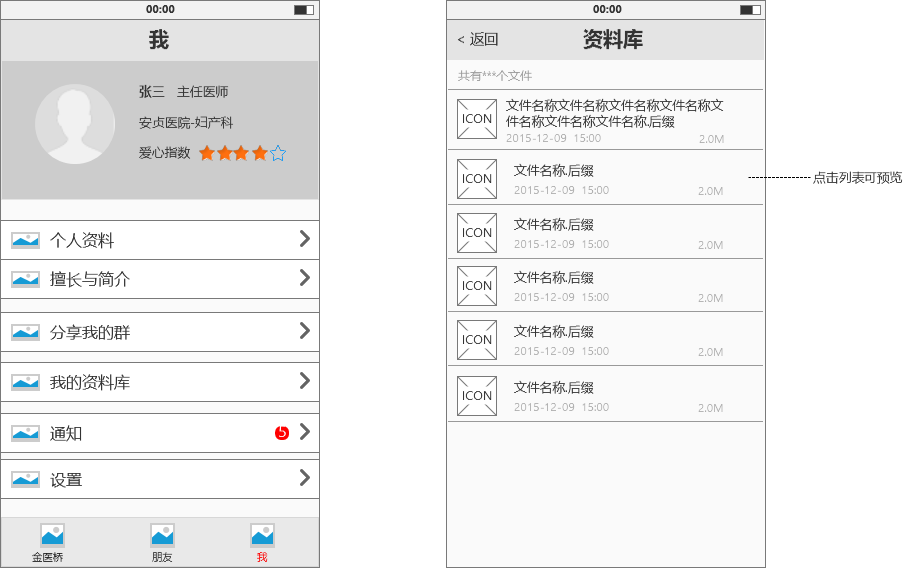 00:00
我
张三 主任医师
安贞医院-妇产科
爱心指数
个人资料
擅长与简介
分享我的群
我的资料库
通知 5
设置
金医桥 朋友 我
00:00
< 返回 资料库
共有***个文件
ICON
文件名称文件名称文件名称文件名称文
件名称文件名称文件名称.后缀
2015-12-09 15:00 2.0M
ICON
文件名称.后缀
2015-12-09 15:00 2.0M
ICON
文件名称.后缀
2015-12-09 15:00 2.0M
ICON
文件名称.后缀
2015-12-09 15:00 2.0M
ICON
文件名称.后缀
2015-12-09 15:00 2.0M
ICON
文件名称.后缀
2015-12-09 15:00 2.0M
点击列表可预览